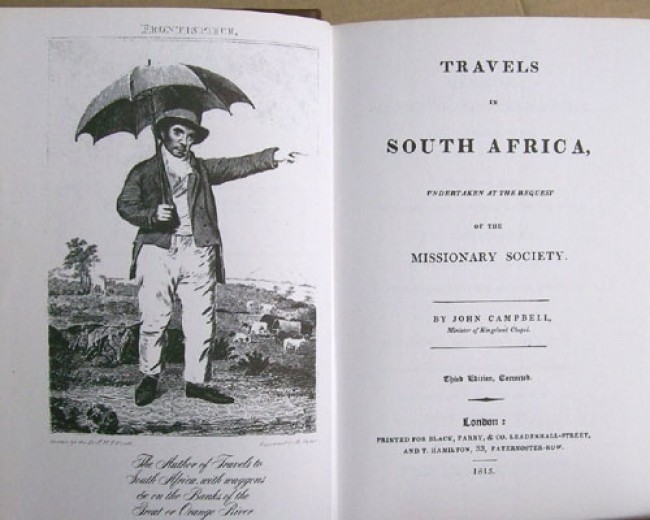 FRONTISPIECE.
The Author of Travels to
South Africa, with waggons
&c on the Banks of the
Great or Orange River
TRAVELS
IN
SOUTH AFRICA,
UNDERTAKEN AT THE REQUEST
OF THE
MISSIONARY SOCIETY.
BY JOHN CAMPBELL,
Minister of Kingsland Chapel.
Third Edition, Corrected.
London:
PRINTED FOR BLACK, PARRY, & CO. LEADENHALL-STREET,
AND T. HAMILTON, 33, PATERNOSTER-ROW.
1815.